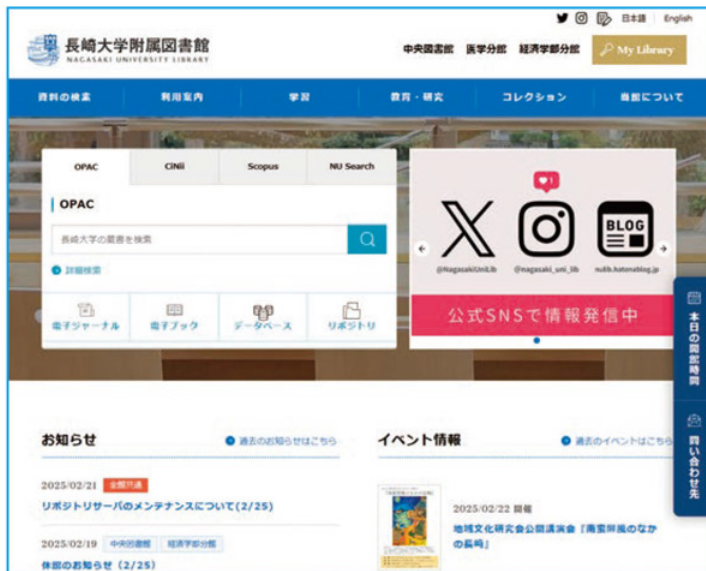 日本語 English
長崎大学附属図書館
NAGASAKI UNIVERSITY LIBRARY
中央図書館 医学分館 経済学部分館 My Library
資料の検索 利用案内 学習 教育・研究 コレクション 当館について
OPAC CiNii Scopus NU Search
OPAC
長崎大学の蔵書を検索
詳細検索
電子ジャーナル 電子ブック データベース リポジトリ
1
BLOG
@NagasakiUniLib @nagasaki_uni_lib nulib.hatenablog.jp
公式SNSで情報発信中
本日の開館時間
問い合わせ先
お知らせ 過去のお知らせはこちら
2025/02/21 全館共通
リポジトリサーバのメンテナンスについて(2/25)
2025/02/19 中央図書館 経済学部分館
休館のお知らせ (2/25)
イベント情報 過去のイベントはこちら
2025/02/22 開催
地域文化研究会公開講演会『南蛮屏風のなか
の長崎』